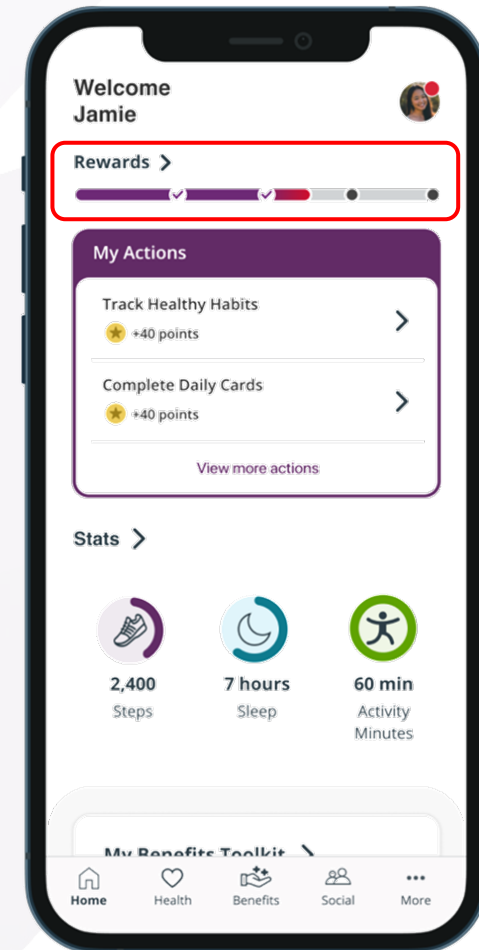 Welcome
Jamie
Rewards
My Actions
Track Healthy Habits
+40 points
Complete Daily Cards
+40 points
View more actions
Stats
2,400
7 hours
60 min
Steps
Sleep
Activity
Minutes
My Benefits Toolkit
Home
Health
Benefits
Social
More